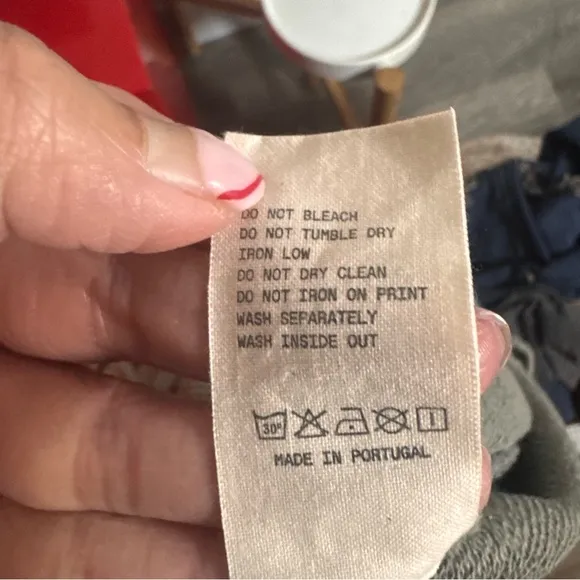 DO NOT BLEACH
DO NOT TUMBLE DRY
IRON LOW
DO NOT DRY CLEAN
DO NOT IRON ON PRINT
WASH SEPARATELY
WASH INSIDE OUT
30°
MADE IN PORTUGAL